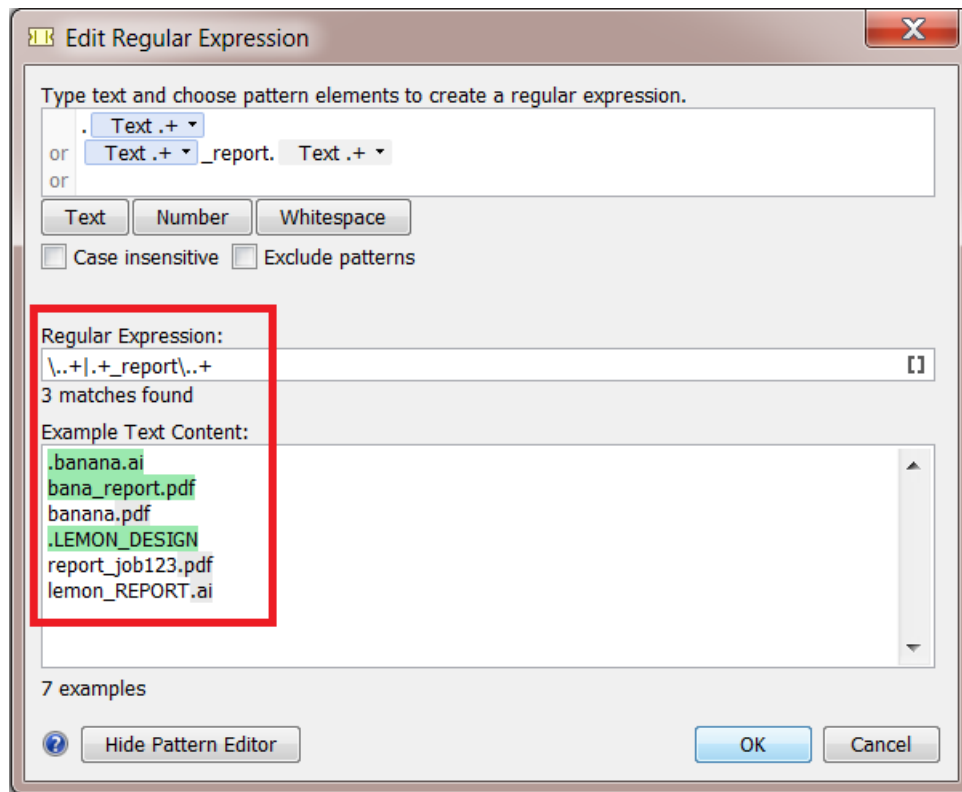 Edit Regular Expression
Type text and choose pattern elements to create a regular expression.
. Text .+
or Text .+ _report. Text .+
or
Text Number Whitespace
Case insensitive Exclude patterns
Regular Expression:
\..+|.+_report\..+ []
3 matches found
Example Text Content:
.banana.ai
bana_report.pdf
banana.pdf
.LEMON_DESIGN
report_job123.pdf
lemon_REPORT.ai
7 examples
? Hide Pattern Editor OK Cancel